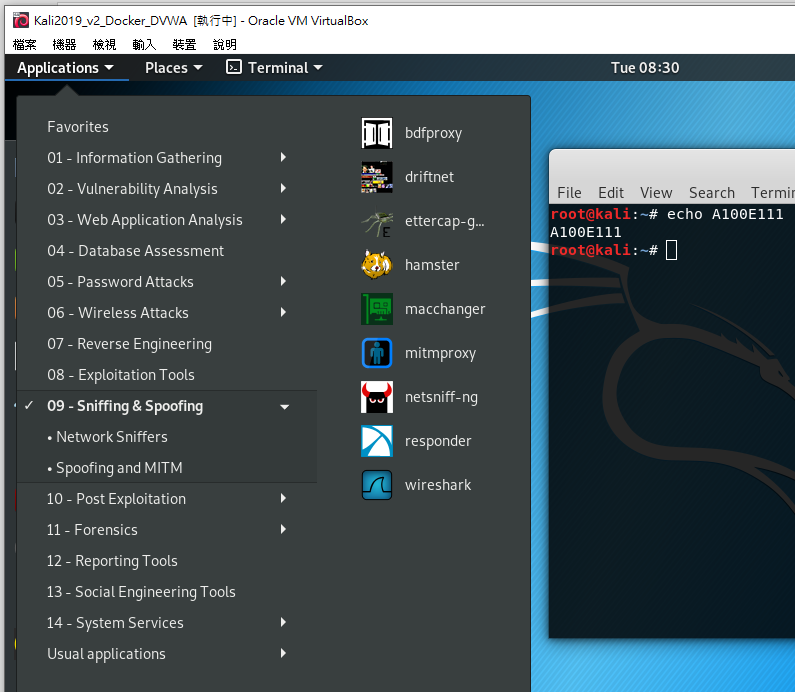 Kali2019_v2_Docker_DVWA [執行中] - Oracle VM VirtualBox
檔案 機器 檢視 輸入 裝置 說明
Applications Places Terminal Tue 08:30
Favorites
01 - Information Gathering
02 - Vulnerability Analysis
03 - Web Application Analysis
04 - Database Assessment
05 - Password Attacks
06 - Wireless Attacks
07 - Reverse Engineering
08 - Exploitation Tools
✓ 09 - Sniffing & Spoofing
• Network Sniffers
• Spoofing and MITM
10 - Post Exploitation
11 - Forensics
12 - Reporting Tools
13 - Social Engineering Tools
14 - System Services
Usual applications
bdfproxy
driftnet
ettercap-g...
hamster
macchanger
mitmproxy
netsniff-ng
responder
wireshark
File Edit View Search Termin
root@kali:~# echo A100E111
A100E111
root@kali:~#